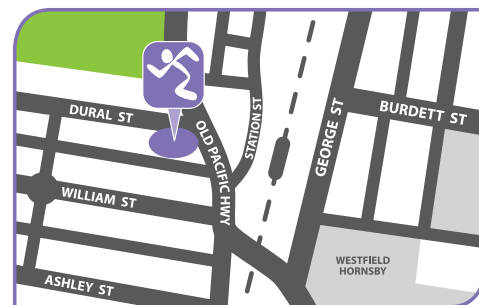 DURAL ST
OLD PACIFIC HWY
STATION ST
GEORGE ST
BURDETT ST
WILLIAM ST
WESTFIELD
HORNSBY
ASHLEY ST